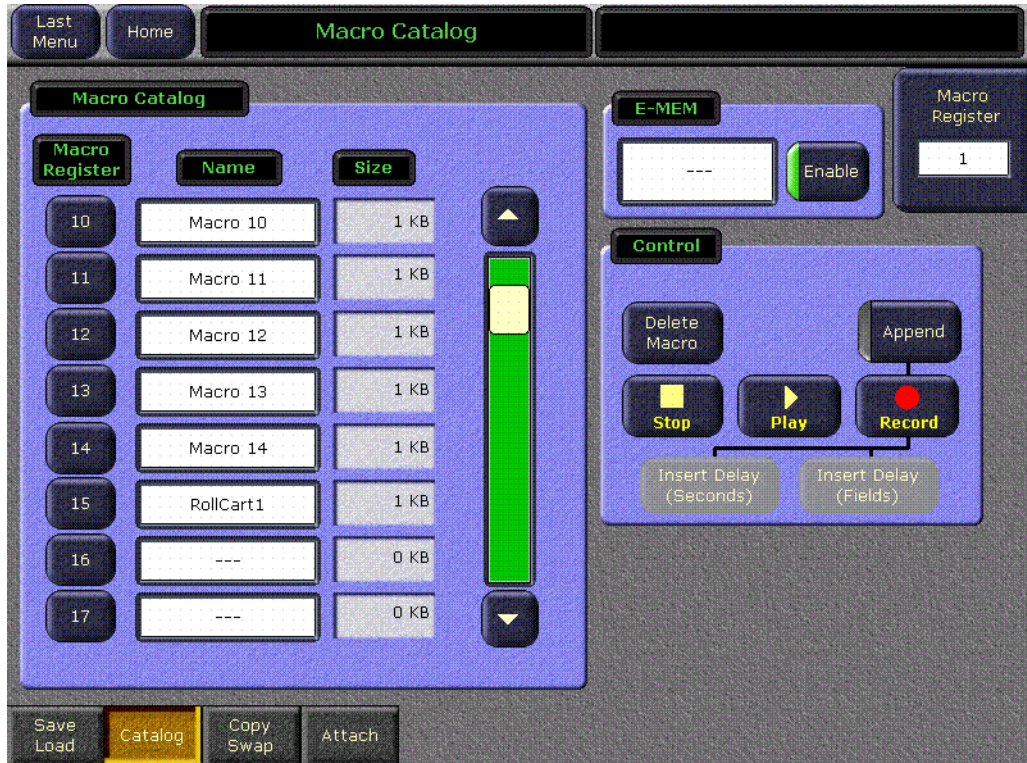 Last
Menu
Home
Macro Catalog
Macro Catalog
Macro
Register
Name
Size
10
Macro 10
1 KB
11
Macro 11
1 KB
12
Macro 12
1 KB
13
Macro 13
1 KB
14
Macro 14
1 KB
15
RollCart1
1 KB
16
---
0 KB
17
---
0 KB
E-MEM
---
Enable
Macro
Register
1
Control
Delete
Macro
Append
Stop
Play
Record
Insert Delay
(Seconds)
Insert Delay
(Fields)
Save
Load
Catalog
Copy
Swap
Attach